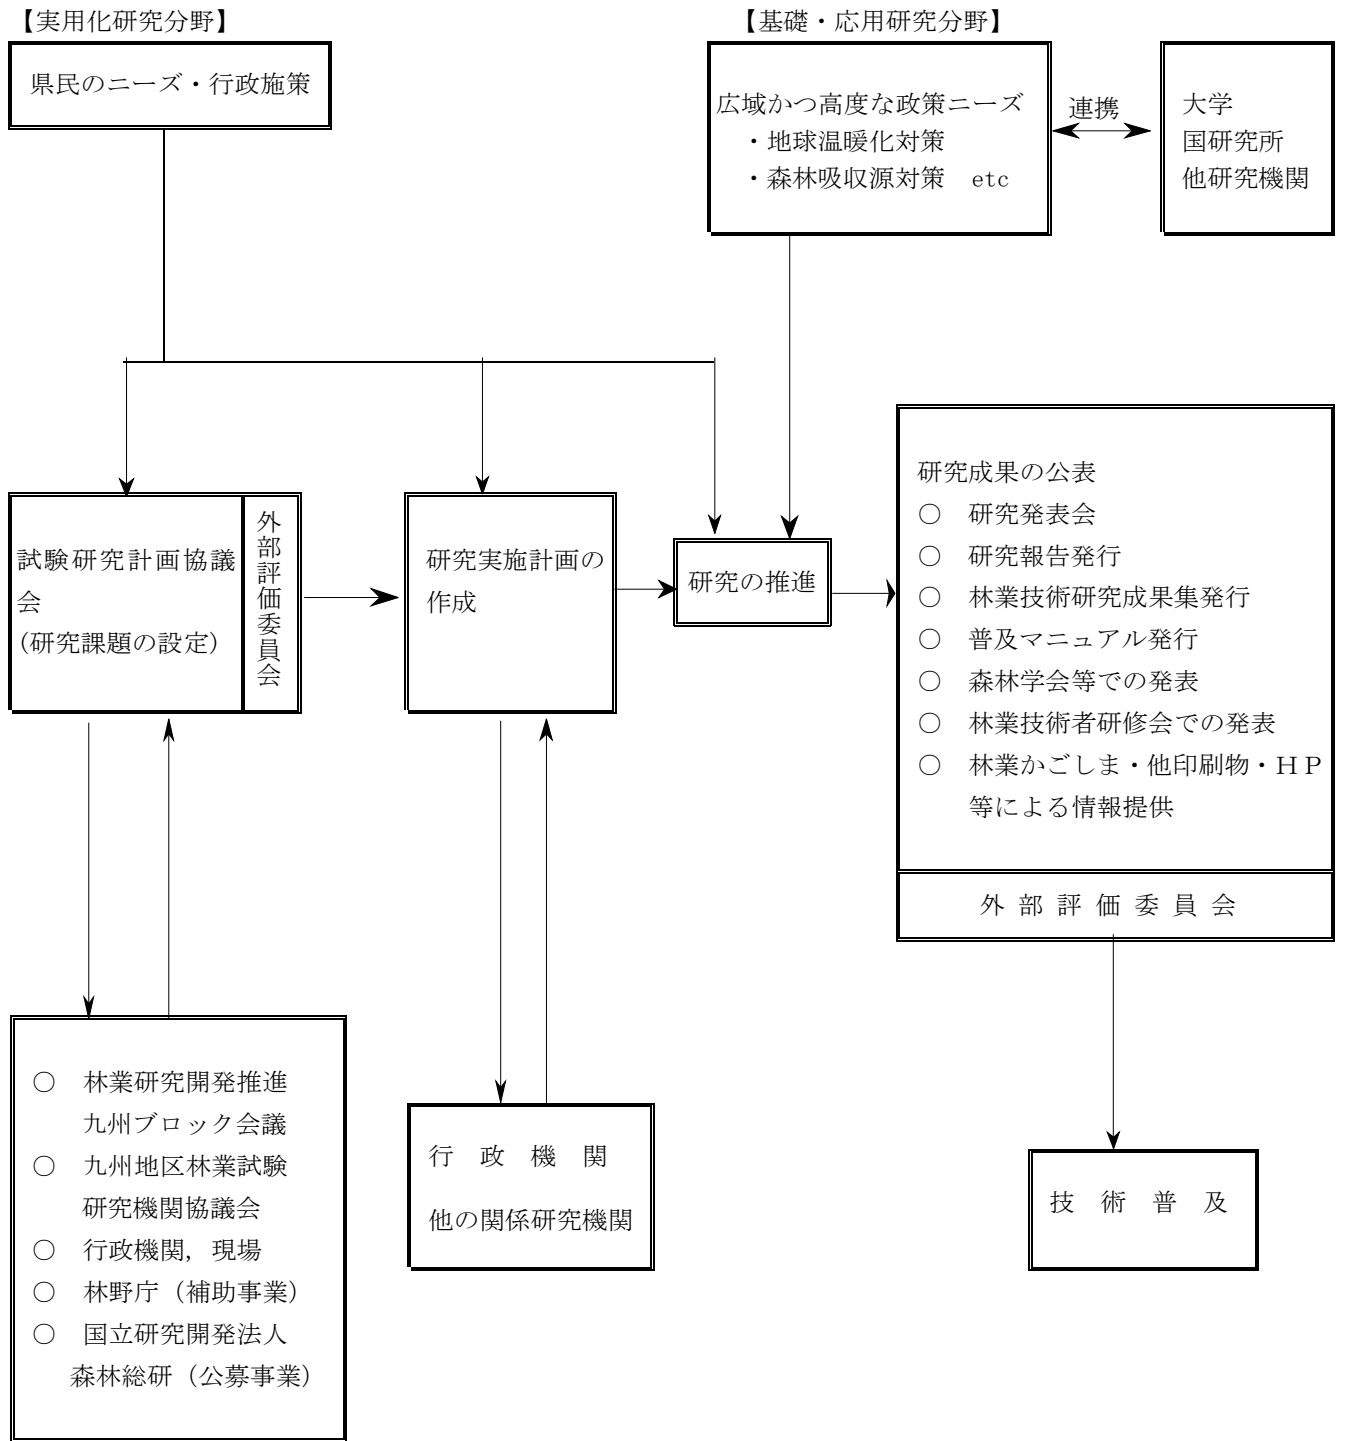 【実用化研究分野】
県民のニーズ・行政施策
【基礎・応用研究分野】
広域かつ高度な政策ニーズ
・地球温暖化対策
・森林吸収源対策　etc
連携
大学
国研究所
他研究機関
試験研究計画協議
会
(研究課題の設定)
外部評価委員会
研究実施計画の
作成
研究の推進
研究成果の公表
○　研究発表会
○　研究報告発行
○　林業技術研究成果集発行
○　普及マニュアル発行
○　森林学会等での発表
○　林業技術者研修会での発表
○　林業かごしま・他印刷物・ＨＰ
等による情報提供
外 部 評 価 委 員 会
○　林業研究開発推進
九州ブロック会議
○　九州地区林業試験
研究機関協議会
○　行政機関，現場
○　林野庁（補助事業）
○　国立研究開発法人
森林総研（公募事業）
行　政　機　関
他の関係研究機関
技　術　普　及